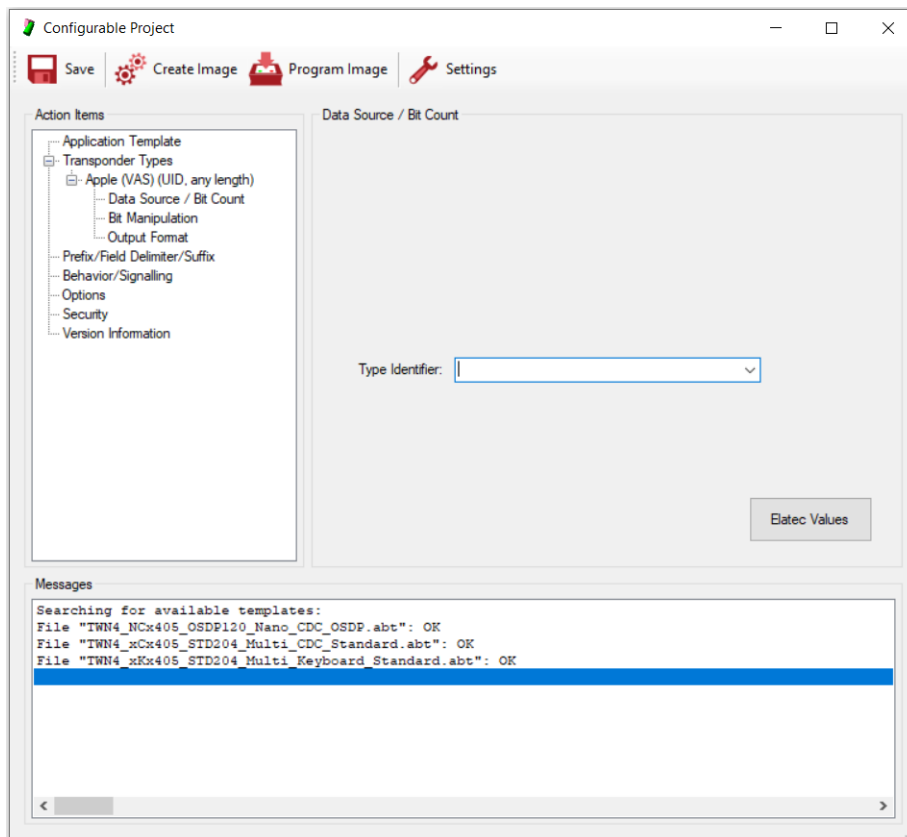 Configurable Project
Save Create Image Program Image Settings
Action Items
Application Template
Transponder Types
Apple (VAS) (UID, any length)
Data Source / Bit Count
Bit Manipulation
Output Format
Prefix/Field Delimiter/Suffix
Behavior/Signalling
Options
Security
Version Information
Data Source / Bit Count
Type Identifier:
Elatec Values
Messages
Searching for available templates:
File "TWN4_NCx405_OSDP120_Nano_CDC_OSDP.abt": OK
File "TWN4_xCx405_STD204_Multi_CDC_Standard.abt": OK
File "TWN4_xKx405_STD204_Multi_Keyboard_Standard.abt": OK